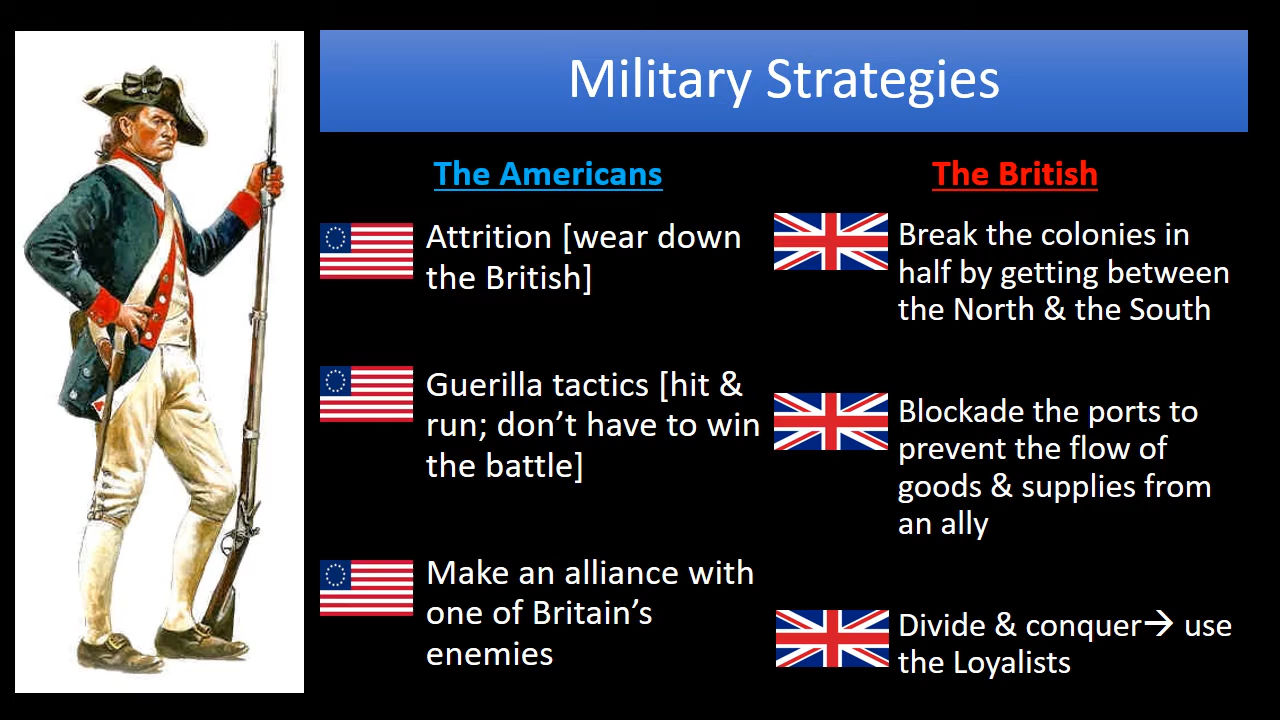 Military Strategies
The Americans
Attrition [wear down
the British]
Guerilla tactics [hit &
run; don’t have to win
the battle]
Make an alliance with
one of Britain’s
enemies
The British
Break the colonies in
half by getting between
the North & the South
Blockade the ports to
prevent the flow of
goods & supplies from
an ally
Divide & conquer→ use
the Loyalists